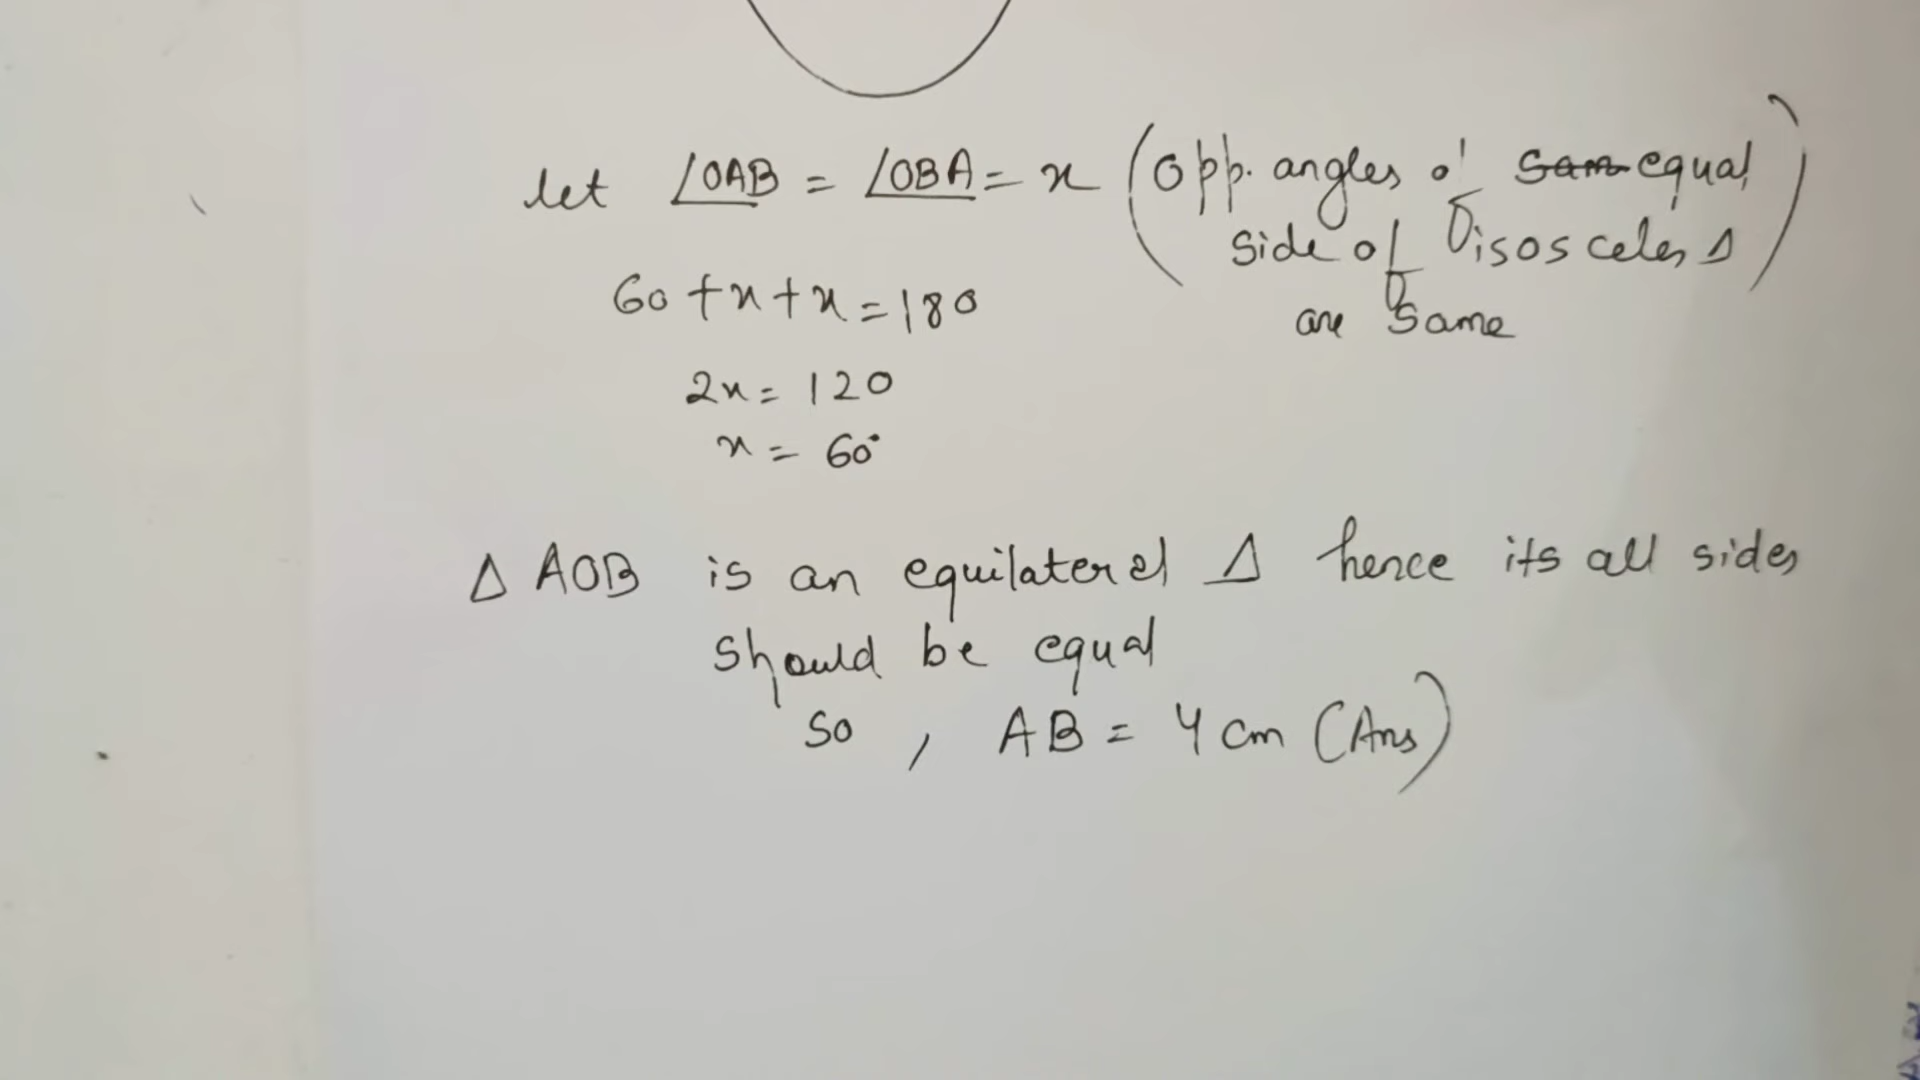 let ∠OAB = ∠OBA = x (Opp. angles of equal
side of isosceles Δ
are same)
60 + x + x = 180
2x = 120
x = 60°
Δ AOB is an equilateral Δ hence its all sides
should be equal
So , AB = 4 cm (Ans)